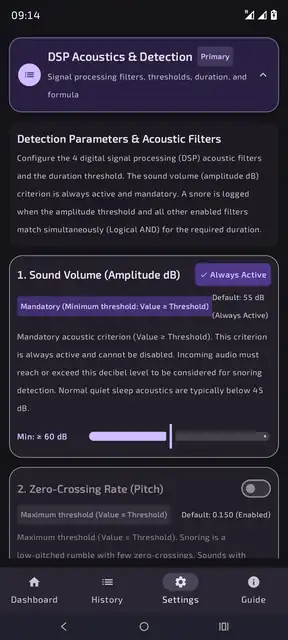 09:14
DSP Acoustics & Detection Primary
Signal processing filters, thresholds, duration, and
formula
Detection Parameters & Acoustic Filters
Configure the 4 digital signal processing (DSP) acoustic filters
and the duration threshold. The sound volume (amplitude dB)
criterion is always active and mandatory. A snore is logged
when the amplitude threshold and all other enabled filters
match simultaneously (Logical AND) for the required duration.
1. Sound Volume (Amplitude dB)
✓ Always Active
Mandatory (Minimum threshold: Value ≥ Threshold)
Default: 55 dB
(Always Active)
Mandatory acoustic criterion (Value ≥ Threshold). This criterion
is always active and cannot be disabled. Incoming audio must
reach or exceed this decibel level to be considered for snoring
detection. Normal quiet sleep acoustics are typically below 45
dB.
Min: ≥ 60 dB
2. Zero-Crossing Rate (Pitch)
Maximum threshold (Value ≤ Threshold)
Default: 0.150 (Enabled)
Maximum threshold (Value ≤ Threshold). Snoring is a
low-pitched rumble with few zero-crossings. Sounds with
Dashboard
History
Settings
Guide